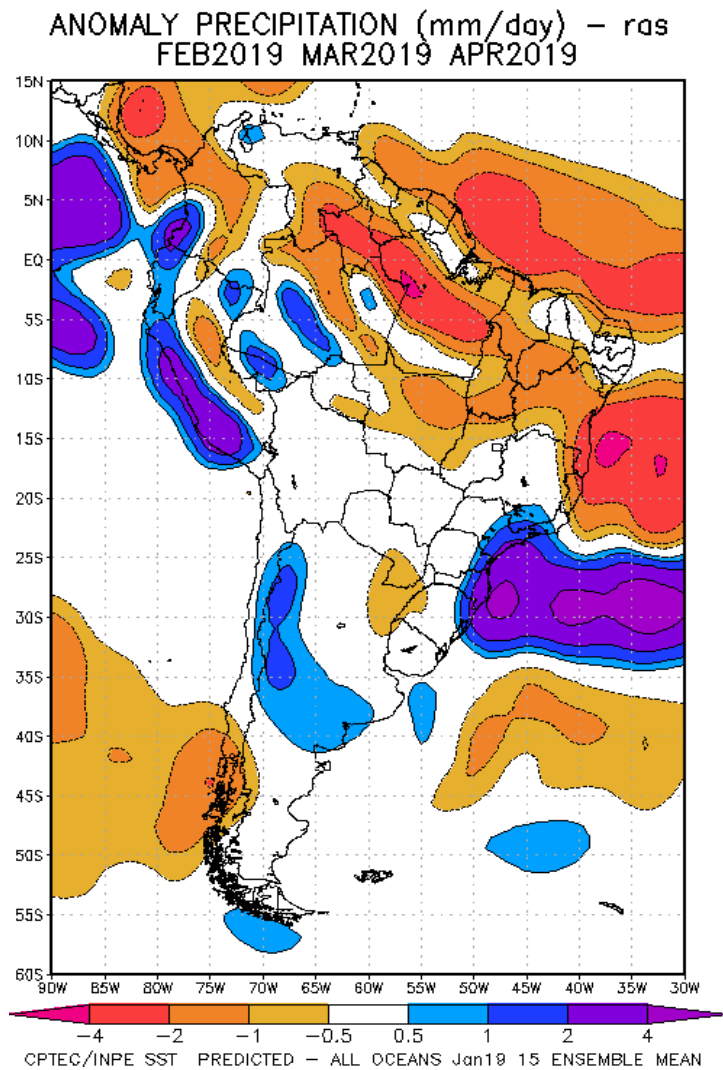 ANOMALY PRECIPITATION (mm/day) – ras
FEB2019 MAR2019 APR2019
15N
10N
5N
EQ
5S
10S
15S
20S
25S
30S
35S
40S
45S
50S
55S
60S
90W 85W 80W 75W 70W 65W 60W 55W 50W 45W 40W 35W 30W
−4 −2 −1 −0.5 0.5 1 2 4
CPTEC/INPE SST PREDICTED – ALL OCEANS Jan19 15 ENSEMBLE MEAN